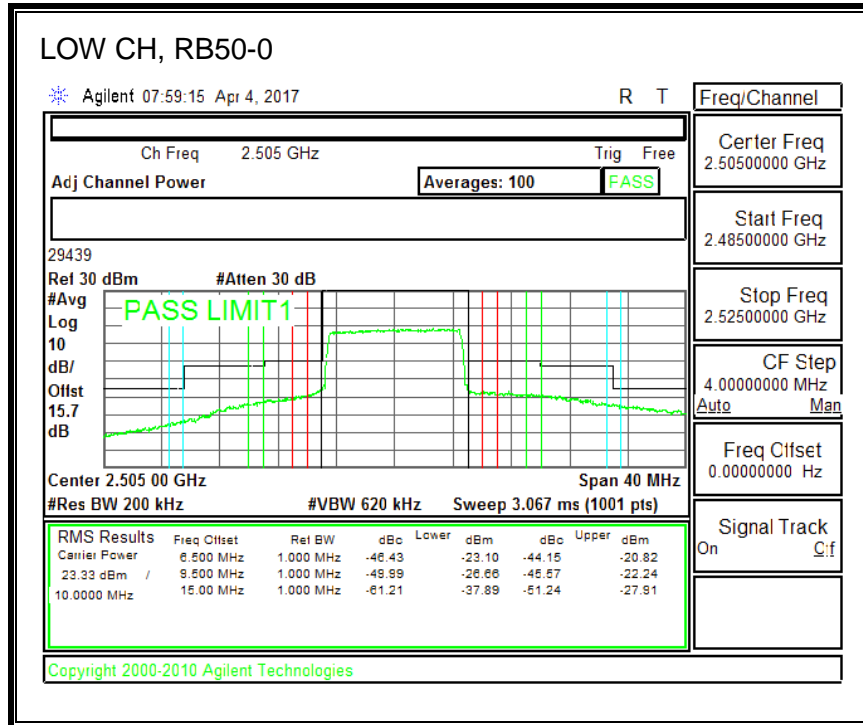 LOW CH, RB50-0
Agilent 07:59:15 Apr 4, 2017 R T
Freq/Channel
Ch Freq 2.505 GHz Trig Free
Adj Channel Power Averages: 100 PASS
Center Freq
2.50500000 GHz
Start Freq
2.48500000 GHz
Stop Freq
2.52500000 GHz
CF Step
4.00000000 MHz
Auto Man
Freq Offset
0.00000000 Hz
Signal Track
On Off
29439
Ref 30 dBm #Atten 30 dB
#Avg
Log
10
dB/
Offst
15.7
dB
PASS LIMIT1
Center 2.505 00 GHz Span 40 MHz
#Res BW 200 kHz #VBW 620 kHz Sweep 3.067 ms (1001 pts)
RMS Results Freq Offset Ref BW dBc Lower dBm dBc Upper dBm
Carrier Power 6.500 MHz 1.000 MHz -46.43 -23.10 -44.15 -20.82
23.33 dBm / 9.500 MHz 1.000 MHz -49.99 -26.66 -45.57 -22.24
10.0000 MHz 15.00 MHz 1.000 MHz -61.21 -37.89 -51.24 -27.91
Copyright 2000-2010 Agilent Technologies